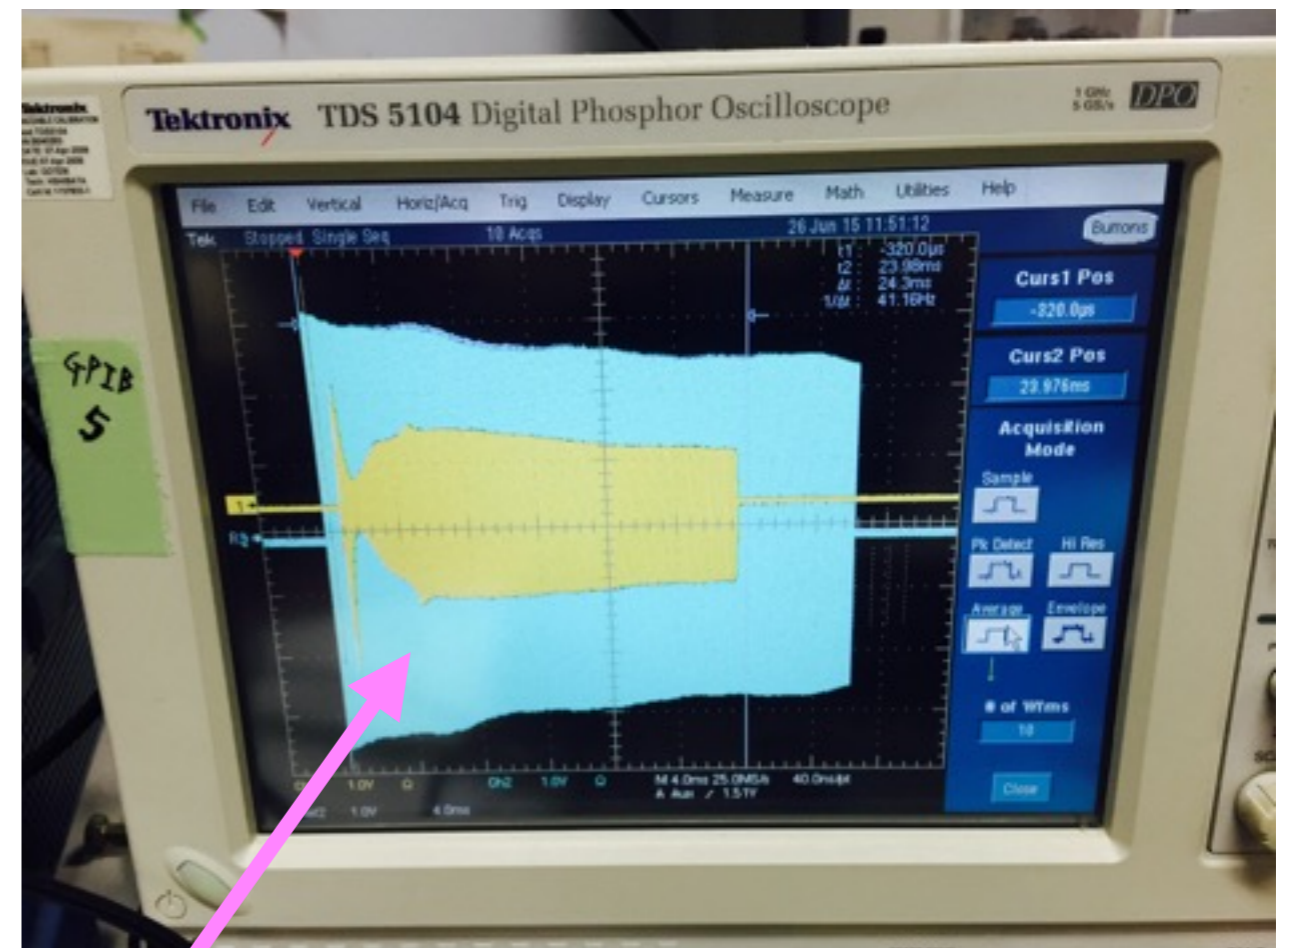 Tektronix
Tektronix TDS 5104 Digital Phosphor Oscilloscope
1 GHz
5 GS/s
DPO
File Edit Vertical Horiz/Acq Trig Display Cursors Measure Math Utilities Help
Tek Stopped Single Seq 10 Acqs 26 Jun 15 11:51:12
Buttons
t1: -320.0µs
t2: 23.98ms
Δt: 24.3ms
1/Δt: 41.16Hz
Curs1 Pos
-320.0µs
Curs2 Pos
23.976ms
Acquisition
Mode
Sample
Pk Detect Hi Res
Average Envelope
# of Wfms
10
Close
GPIB
5
1
1.0V Ω Ch2 1.0V Ω M 4.0ms 25.0MS/s 40.0ns/pt
A Aux 1.51V
1.0V 4.0ms